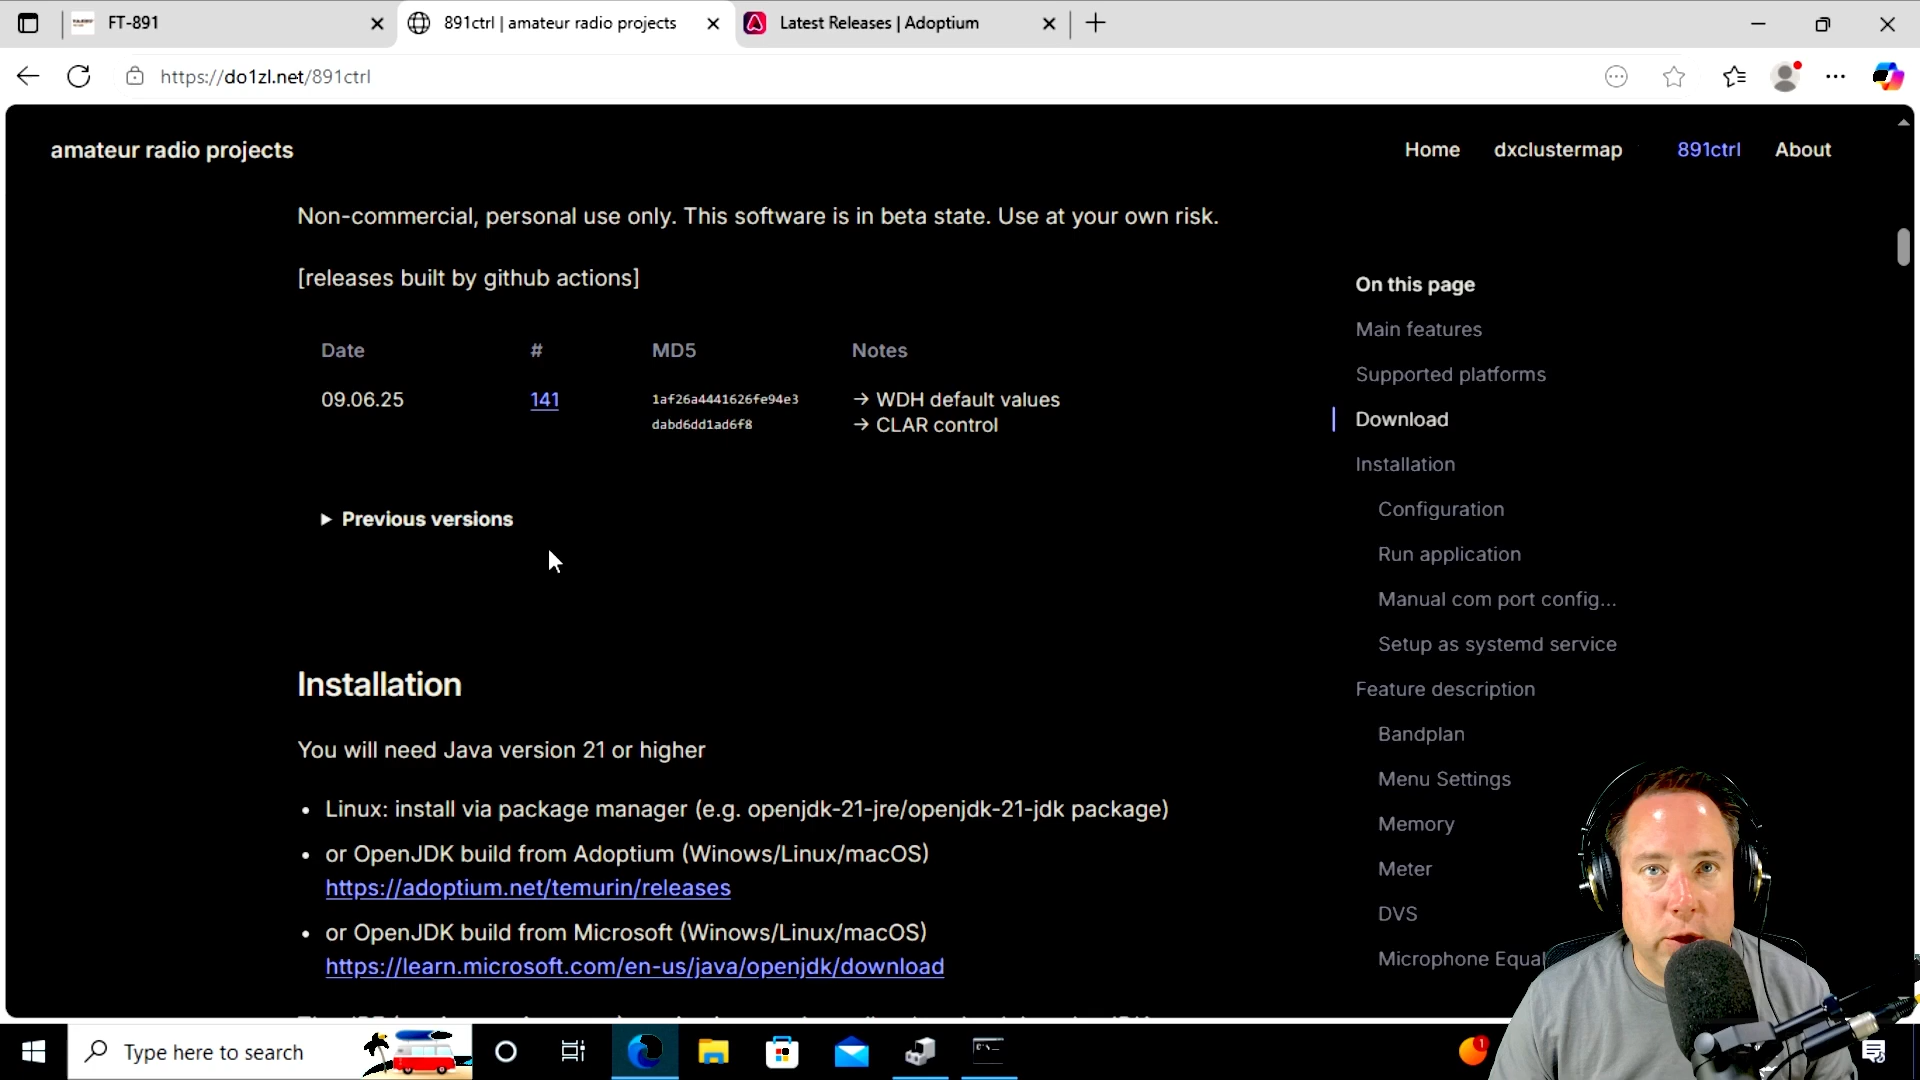 FT-891
891ctrl | amateur radio projects
Latest Releases | Adoptium
https://do1zl.net/891ctrl
amateur radio projects
Home
dxclustermap
891ctrl
About
Non-commercial, personal use only. This software is in beta state. Use at your own risk.
[releases built by github actions]
Date # MD5 Notes
09.06.25 141 1af26a4441626fe94e3 → WDH default values
dabd6dd1ad6f8 → CLAR control
▶ Previous versions
Installation
You will need Java version 21 or higher
• Linux: install via package manager (e.g. openjdk-21-jre/openjdk-21-jdk package)
• or OpenJDK build from Adoptium (Winows/Linux/macOS)
https://adoptium.net/temurin/releases
• or OpenJDK build from Microsoft (Winows/Linux/macOS)
https://learn.microsoft.com/en-us/java/openjdk/download
On this page
Main features
Supported platforms
Download
Installation
Configuration
Run application
Manual com port config...
Setup as systemd service
Feature description
Bandplan
Menu Settings
Memory
Meter
DVS
Microphone Equal
Type here to search
1